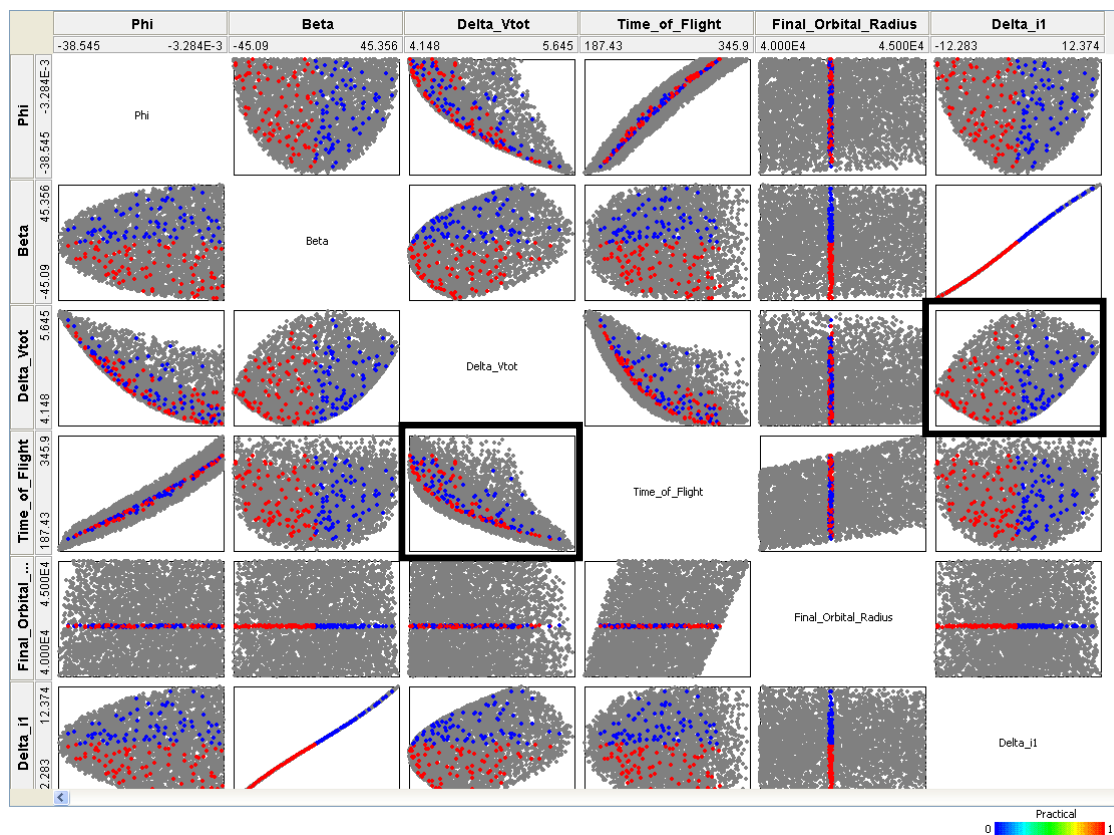 Phi Beta Delta_Vtot Time_of_Flight Final_Orbital_Radius Delta_i1
-38.545 -3.284E-3 -45.09 45.356 4.148 5.645 187.43 345.9 4.000E4 4.500E4 -12.283 12.374
Phi
-38.545 -3.284E-3
Phi
Beta
-45.09 45.356
Beta
Delta_Vtot
4.148 5.645
Delta_Vtot
Time_of_Flight
187.43 345.9
Time_of_Flight
Final_Orbital_...
4.000E4 4.500E4
Final_Orbital_Radius
Delta_i1
2.283 12.374
Delta_i1
Practical
0 1